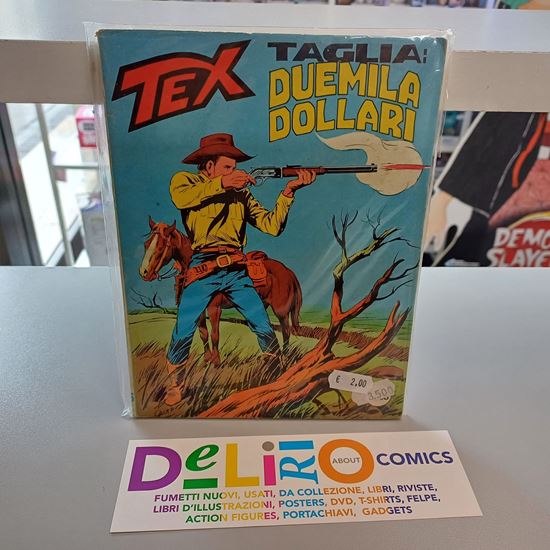 TEX
TAGLIA:
DUEMILA
DOLLARI
€ 2,00
3.500
DeLiRiO
ABOUT
COMICS
FUMETTI NUOVI, USATI, DA COLLEZIONE, LIBRI, RIVISTE,
LIBRI D'ILLUSTRAZIONI, POSTERS, DVD, T-SHIRTS, FELPE,
ACTION FIGURES, PORTACHIAVI, GADGETS
DEMO
SLAYE